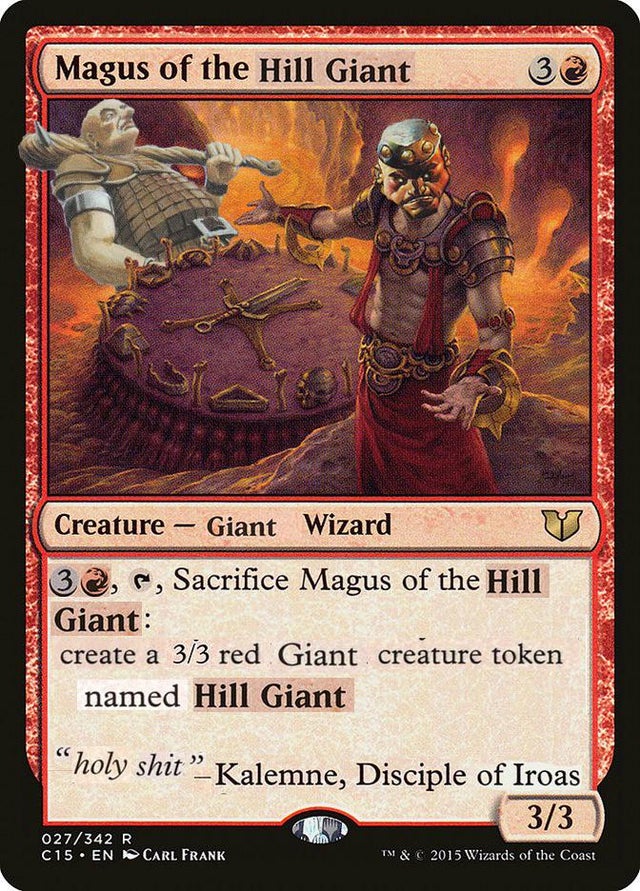 Magus of the Hill Giant 3
Creature — Giant Wizard
3, , Sacrifice Magus of the Hill
Giant:
create a 3/3 red Giant creature token
named Hill Giant
“holy shit” –Kalemne, Disciple of Iroas
3/3
027/342 R
C15 • EN Carl Frank
™ & © 2015 Wizards of the Coast